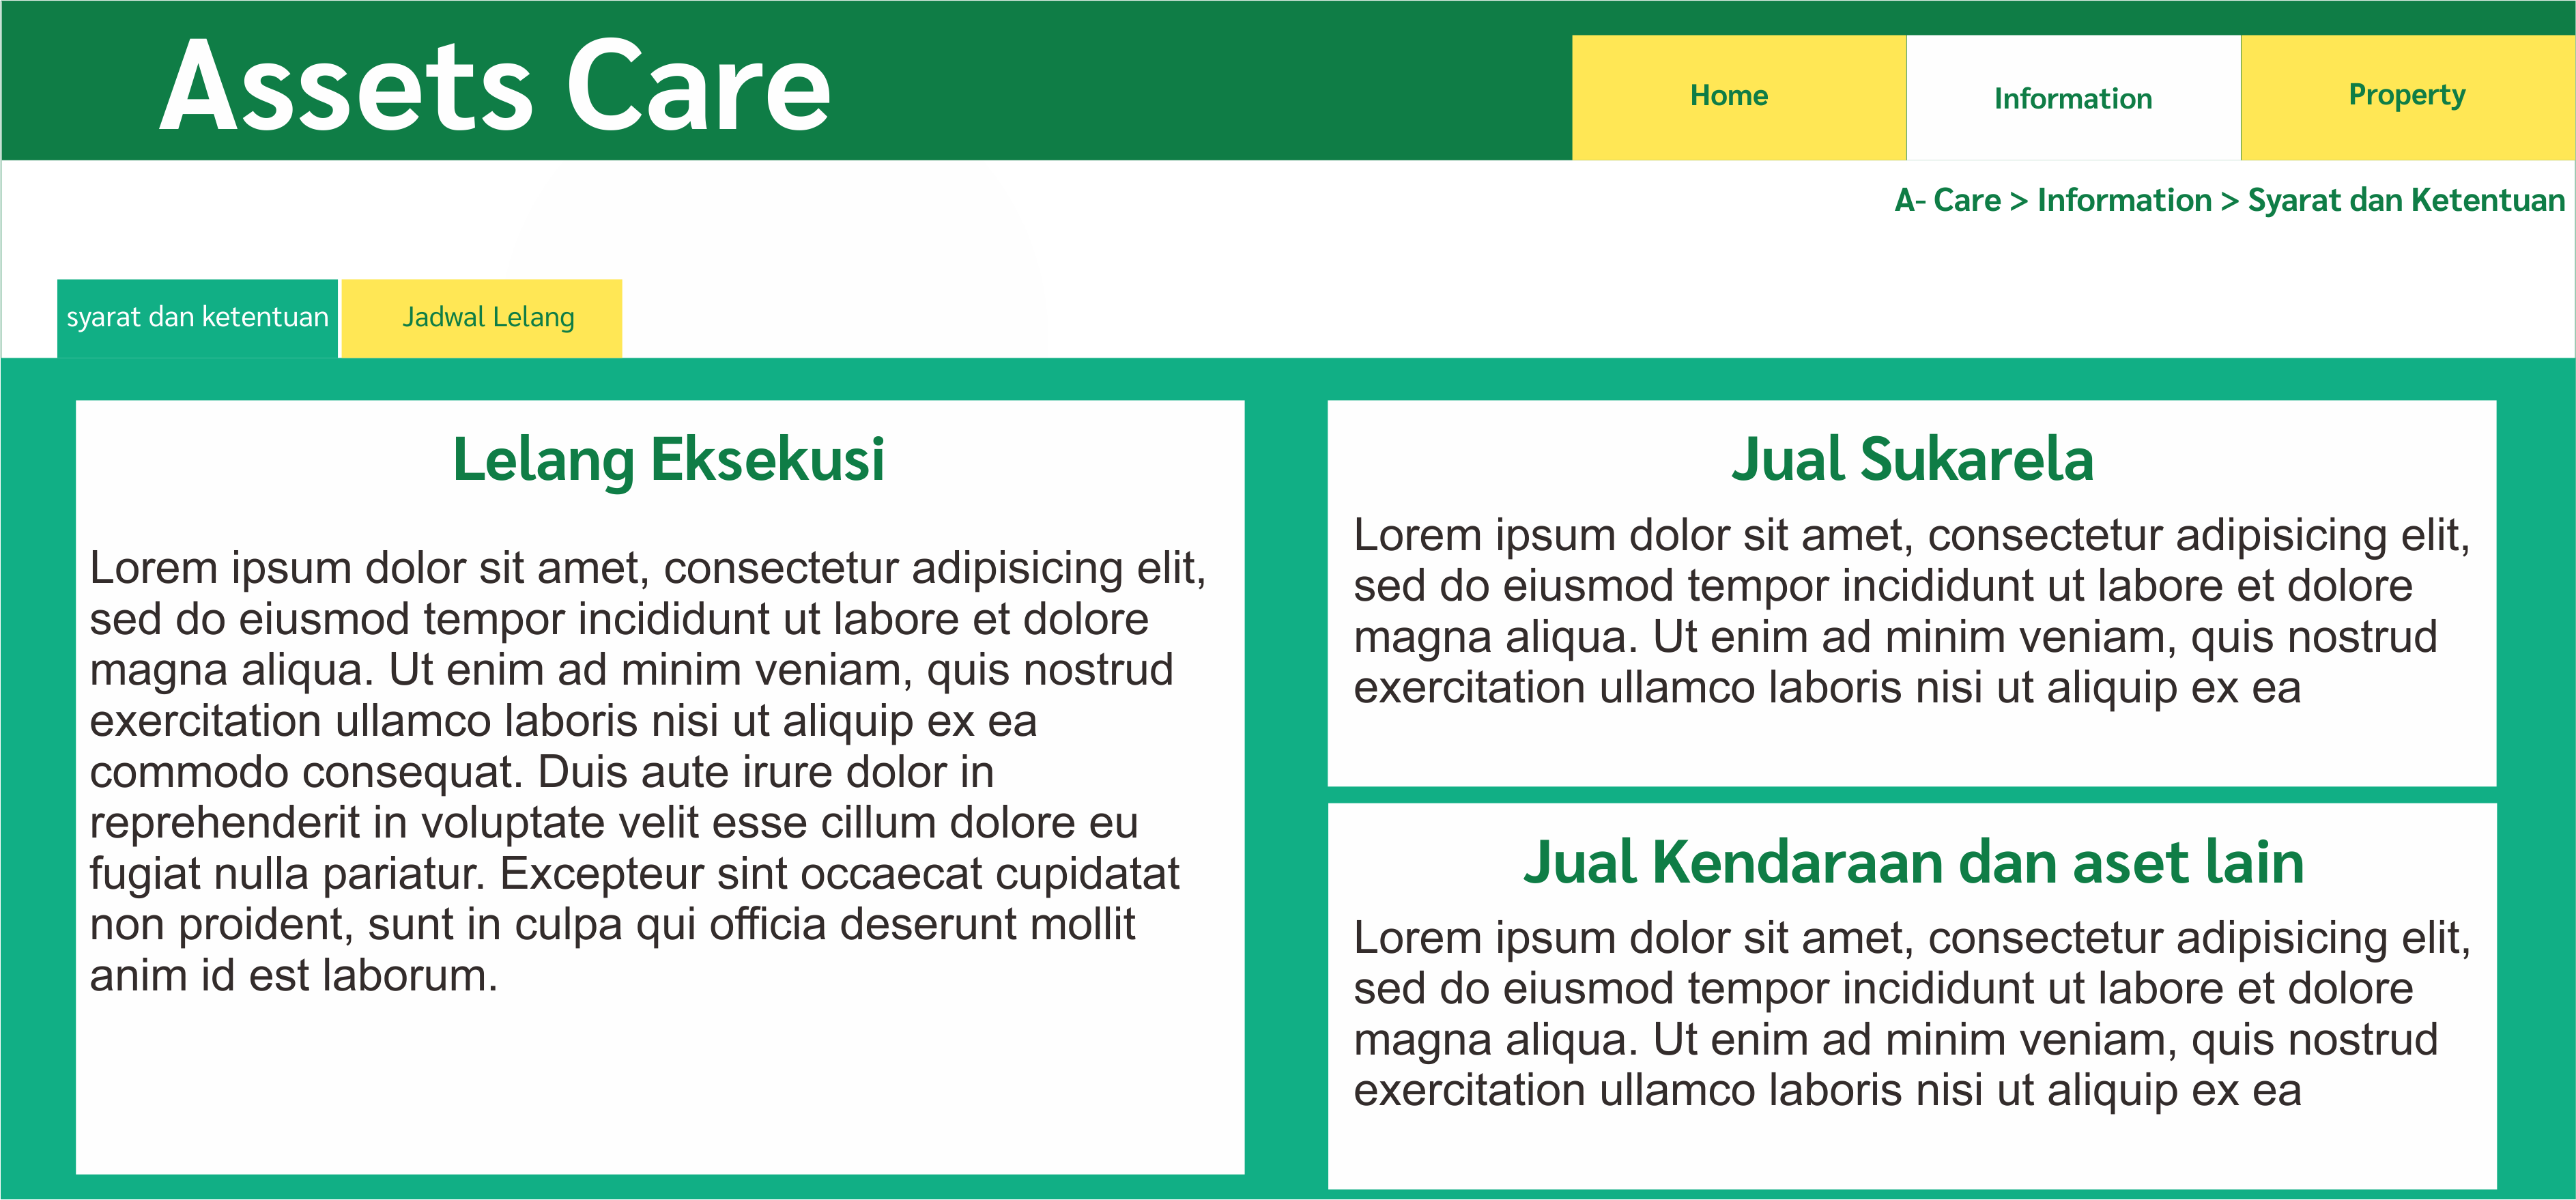 Assets Care
Home
Information
Property
A- Care > Information > Syarat dan Ketentuan
syarat dan ketentuan
Jadwal Lelang
Lelang Eksekusi
Lorem ipsum dolor sit amet, consectetur adipisicing elit,
sed do eiusmod tempor incididunt ut labore et dolore
magna aliqua. Ut enim ad minim veniam, quis nostrud
exercitation ullamco laboris nisi ut aliquip ex ea
commodo consequat. Duis aute irure dolor in
reprehenderit in voluptate velit esse cillum dolore eu
fugiat nulla pariatur. Excepteur sint occaecat cupidatat
non proident, sunt in culpa qui officia deserunt mollit
anim id est laborum.
Jual Sukarela
Lorem ipsum dolor sit amet, consectetur adipisicing elit,
sed do eiusmod tempor incididunt ut labore et dolore
magna aliqua. Ut enim ad minim veniam, quis nostrud
exercitation ullamco laboris nisi ut aliquip ex ea
Jual Kendaraan dan aset lain
Lorem ipsum dolor sit amet, consectetur adipisicing elit,
sed do eiusmod tempor incididunt ut labore et dolore
magna aliqua. Ut enim ad minim veniam, quis nostrud
exercitation ullamco laboris nisi ut aliquip ex ea